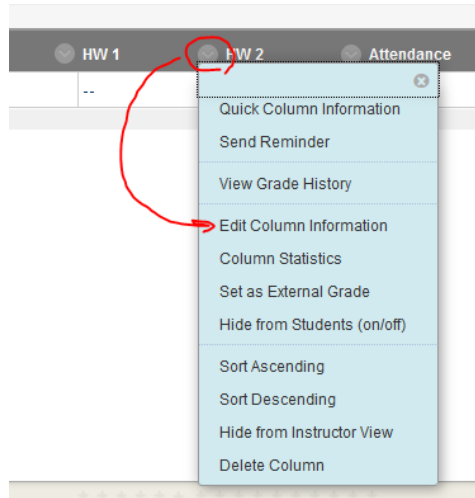 HW 1 HW 2 Attendance
--
Quick Column Information
Send Reminder
View Grade History
Edit Column Information
Column Statistics
Set as External Grade
Hide from Students (on/off)
Sort Ascending
Sort Descending
Hide from Instructor View
Delete Column